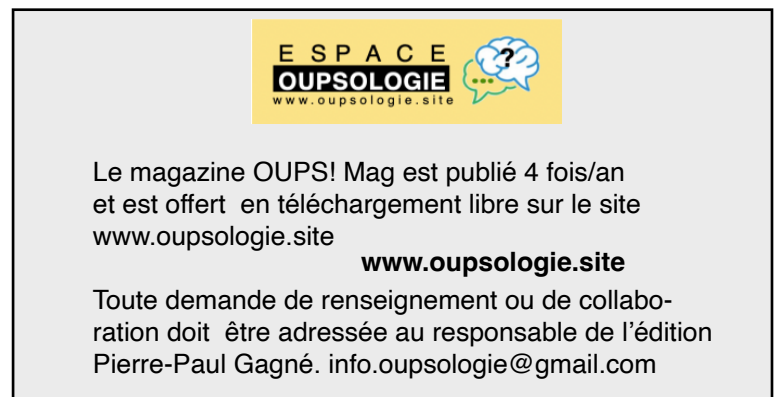 ESPACE
OUPSOLOGIE
www.oupsologie.site
?
...
Le magazine OUPS! Mag est publié 4 fois/an
et est offert en téléchargement libre sur le site
www.oupsologie.site
www.oupsologie.site
Toute demande de renseignement ou de collabo-
ration doit être adressée au responsable de l’édition
Pierre-Paul Gagné. info.oupsologie@gmail.com